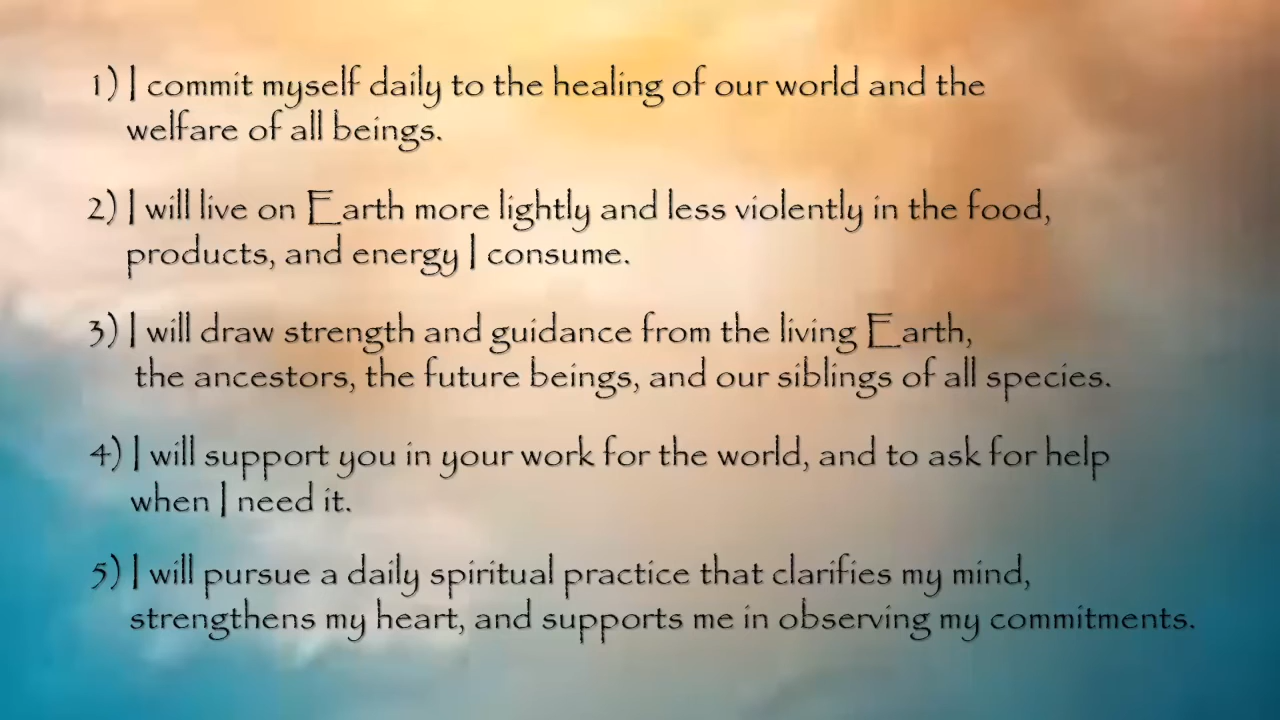 1) I commit myself daily to the healing of our world and the
welfare of all beings.
2) I will live on Earth more lightly and less violently in the food,
products, and energy I consume.
3) I will draw strength and guidance from the living Earth,
the ancestors, the future beings, and our siblings of all species.
4) I will support you in your work for the world, and to ask for help
when I need it.
5) I will pursue a daily spiritual practice that clarifies my mind,
strengthens my heart, and supports me in observing my commitments.